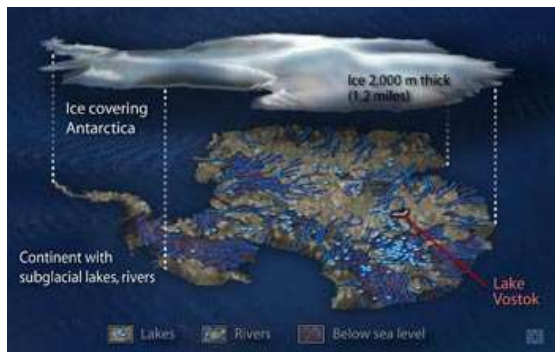 Ice 2,000 m thick
(1.2 miles)
Ice covering
Antarctica
Continent with
subglacial lakes, rivers
Lake
Vostok
Lakes
Rivers
Below sea level